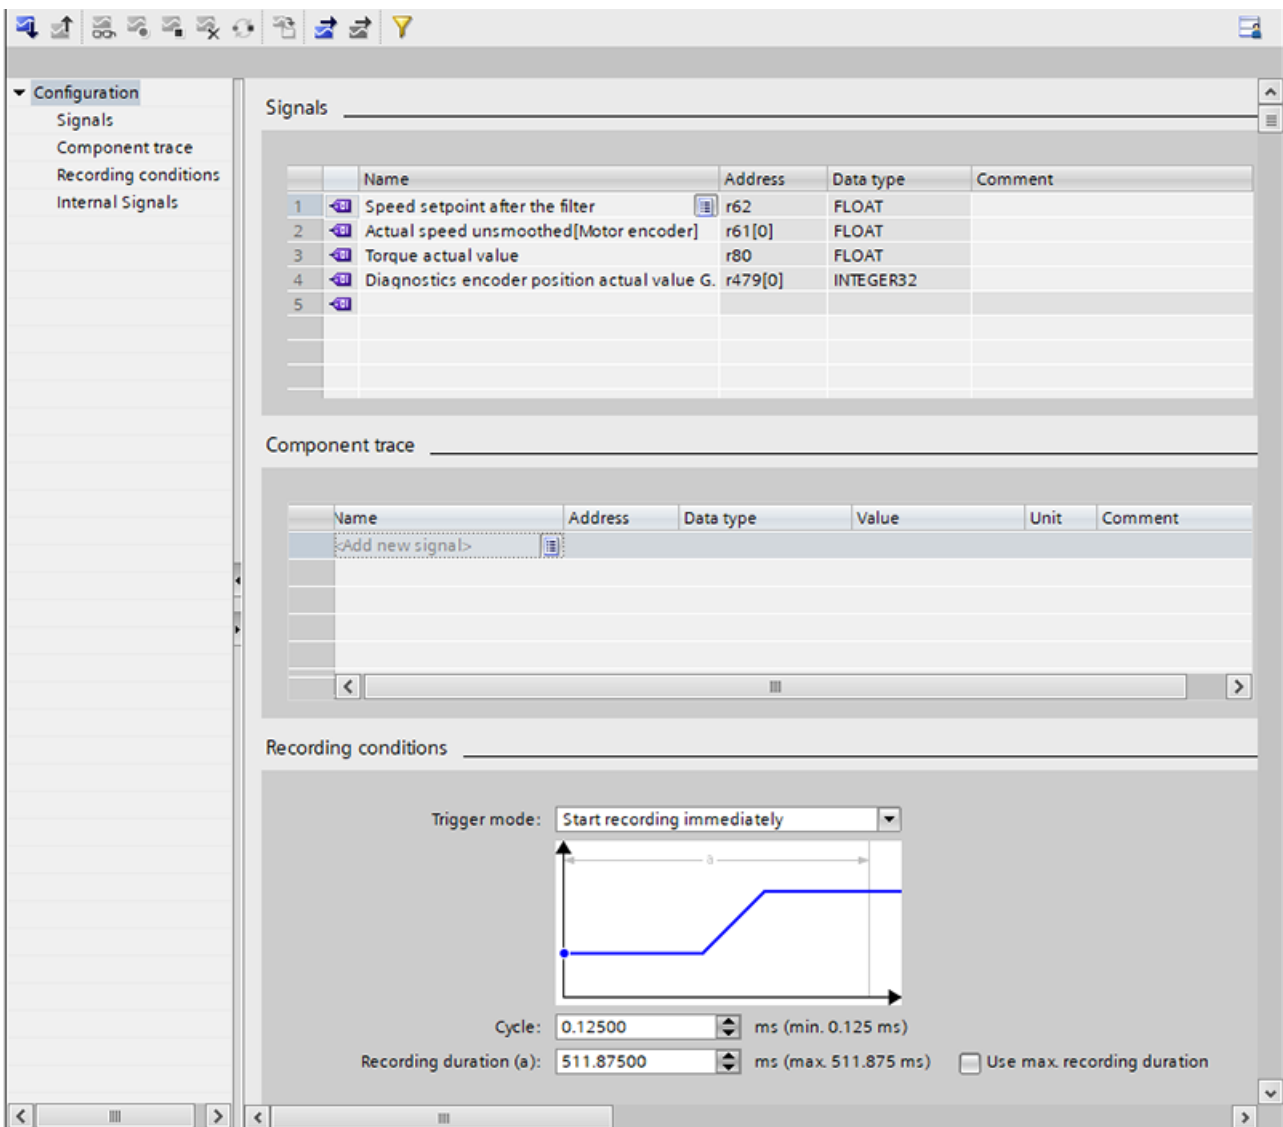 Configuration
Signals
Component trace
Recording conditions
Internal Signals
Signals
Name Address Data type Comment
1 Speed setpoint after the filter r62 FLOAT
2 Actual speed unsmoothed[Motor encoder] r61[0] FLOAT
3 Torque actual value r80 FLOAT
4 Diagnostics encoder position actual value G. r479[0] INTEGER32
5
Component trace
Name Address Data type Value Unit Comment
<Add new signal>
Recording conditions
Trigger mode: Start recording immediately
a
Cycle: 0.12500 ms (min. 0.125 ms)
Recording duration (a): 511.87500 ms (max. 511.875 ms) Use max. recording duration